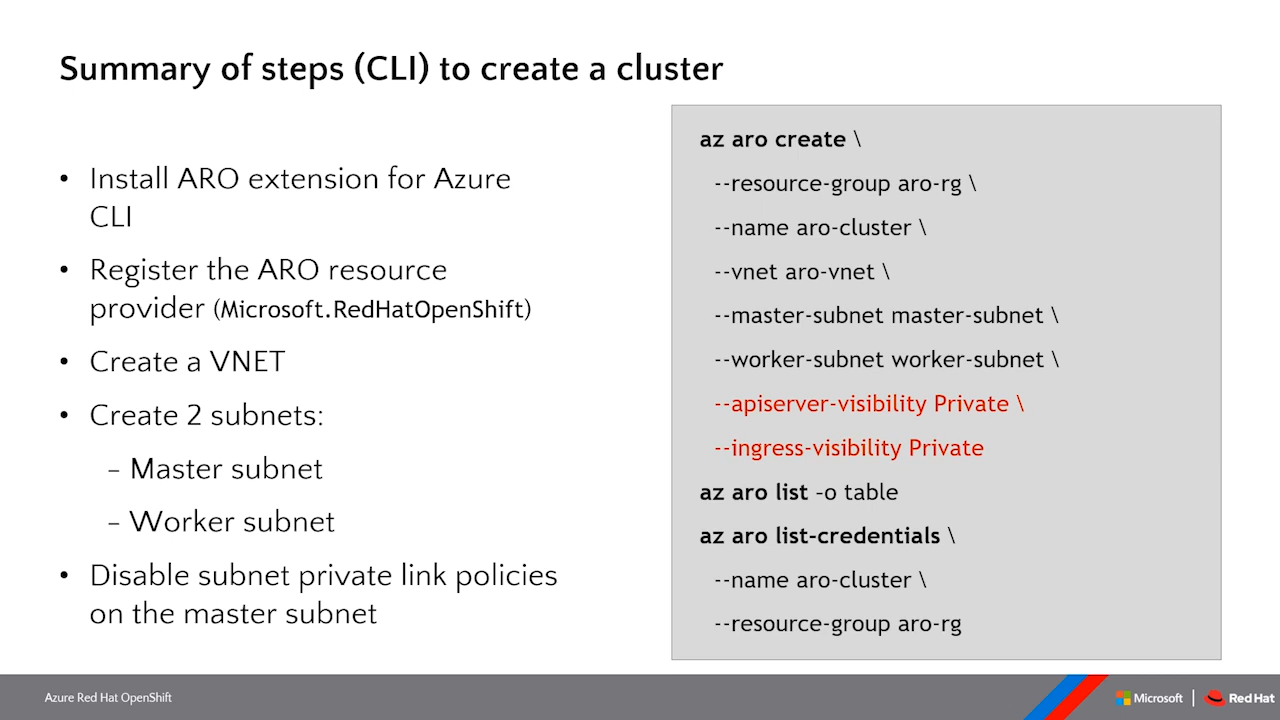 Summary of steps (CLI) to create a cluster
• Install ARO extension for Azure
CLI
• Register the ARO resource
provider (Microsoft.RedHatOpenShift)
• Create a VNET
• Create 2 subnets:
– Master subnet
– Worker subnet
• Disable subnet private link policies
on the master subnet
az aro create \
--resource-group aro-rg \
--name aro-cluster \
--vnet aro-vnet \
--master-subnet master-subnet \
--worker-subnet worker-subnet \
--apiserver-visibility Private \
--ingress-visibility Private
az aro list –o table
az aro list-credentials \
--name aro-cluster \
--resource-group aro-rg
Azure Red Hat OpenShift
Microsoft | Red Hat